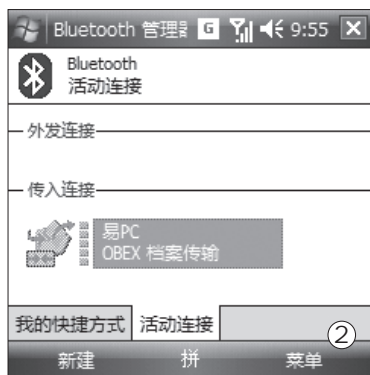 Bluetooth 管理 G 9:55
Bluetooth
活动连接
外发连接
传入连接
易PC
OBEX 档案传输
我的快捷方式 活动连接
②
新建 拼 菜单